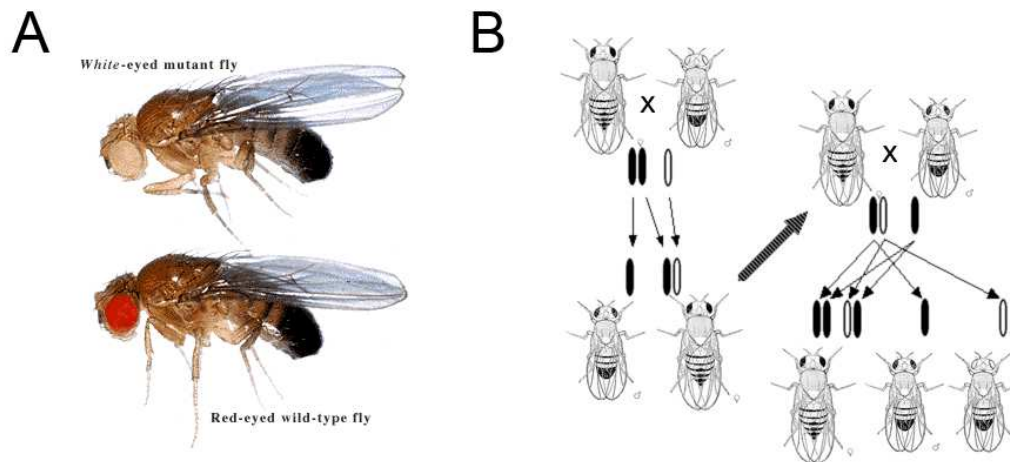 A
White-eyed mutant fly
Red-eyed wild-type fly
B
x
♀
♂
♂
♀
x
♀
♂
♀
♂
♂